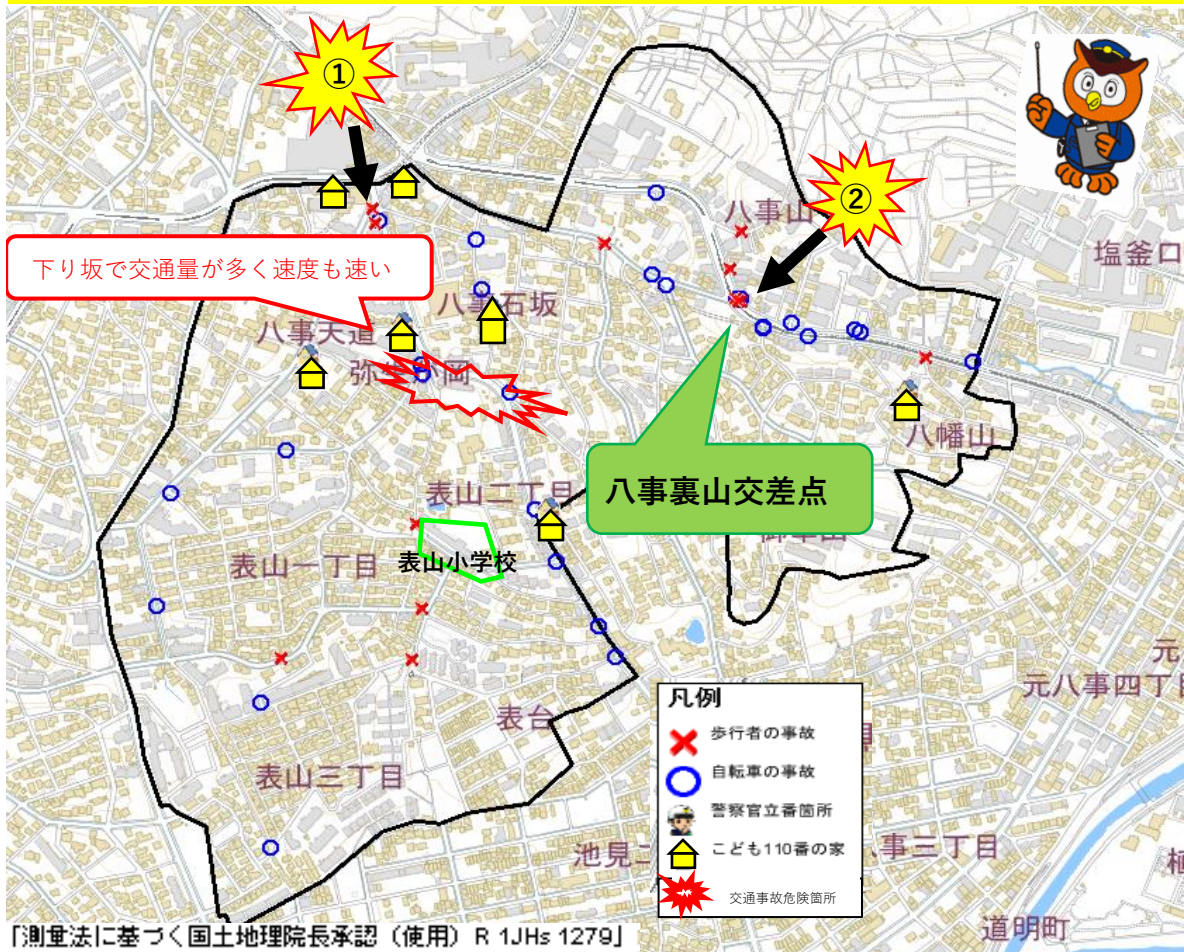 ①
②
八事山
塩釜口
下り坂で交通量が多く速度も速い
八事石坂
八事天道
弥生が岡
八幡山
八事裏山交差点
表山二丁目
御幸山
表山小学校
表山一丁目
元
元八事四丁目
表台
表山三丁目
凡例
歩行者の事故
自転車の事故
警察官立番箇所
こども110番の家
交通事故危険箇所
池見二
事三丁目
植
道明町
「測量法に基づく国土地理院長承認（使用）R 1JHs 1279」